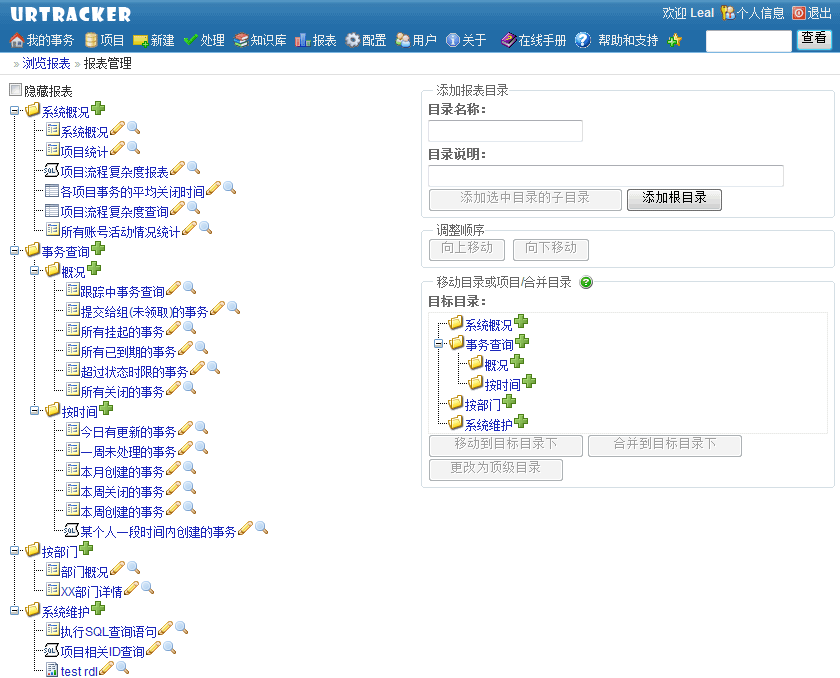 URTRACKER
欢迎 Leal 个人信息 退出
我的事务 项目 新建 处理 知识库 报表 配置 用户 关于 在线手册 帮助和支持 查看
» 浏览报表 » 报表管理
隐藏报表
系统概况
系统概况
项目统计
项目流程复杂度报表
各项目事务的平均关闭时间
项目流程复杂度查询
所有账号活动情况统计
事务查询
概况
跟踪中事务查询
提交给组(未领取)的事务
所有挂起的事务
所有已到期的事务
超过状态时限的事务
所有关闭的事务
按时间
今日有更新的事务
一周未处理的事务
本月创建的事务
本周关闭的事务
本周创建的事务
某个人一段时间内创建的事务
按部门
部门概况
XX部门详情
系统维护
执行SQL查询语句
项目相关ID查询
test rdl
添加报表目录
目录名称：
目录说明：
添加选中目录的子目录 添加根目录
调整顺序
向上移动 向下移动
移动目录或项目/合并目录
目标目录：
系统概况
事务查询
概况
按时间
按部门
系统维护
移动到目标目录下 合并到目标目录下
更改为顶级目录